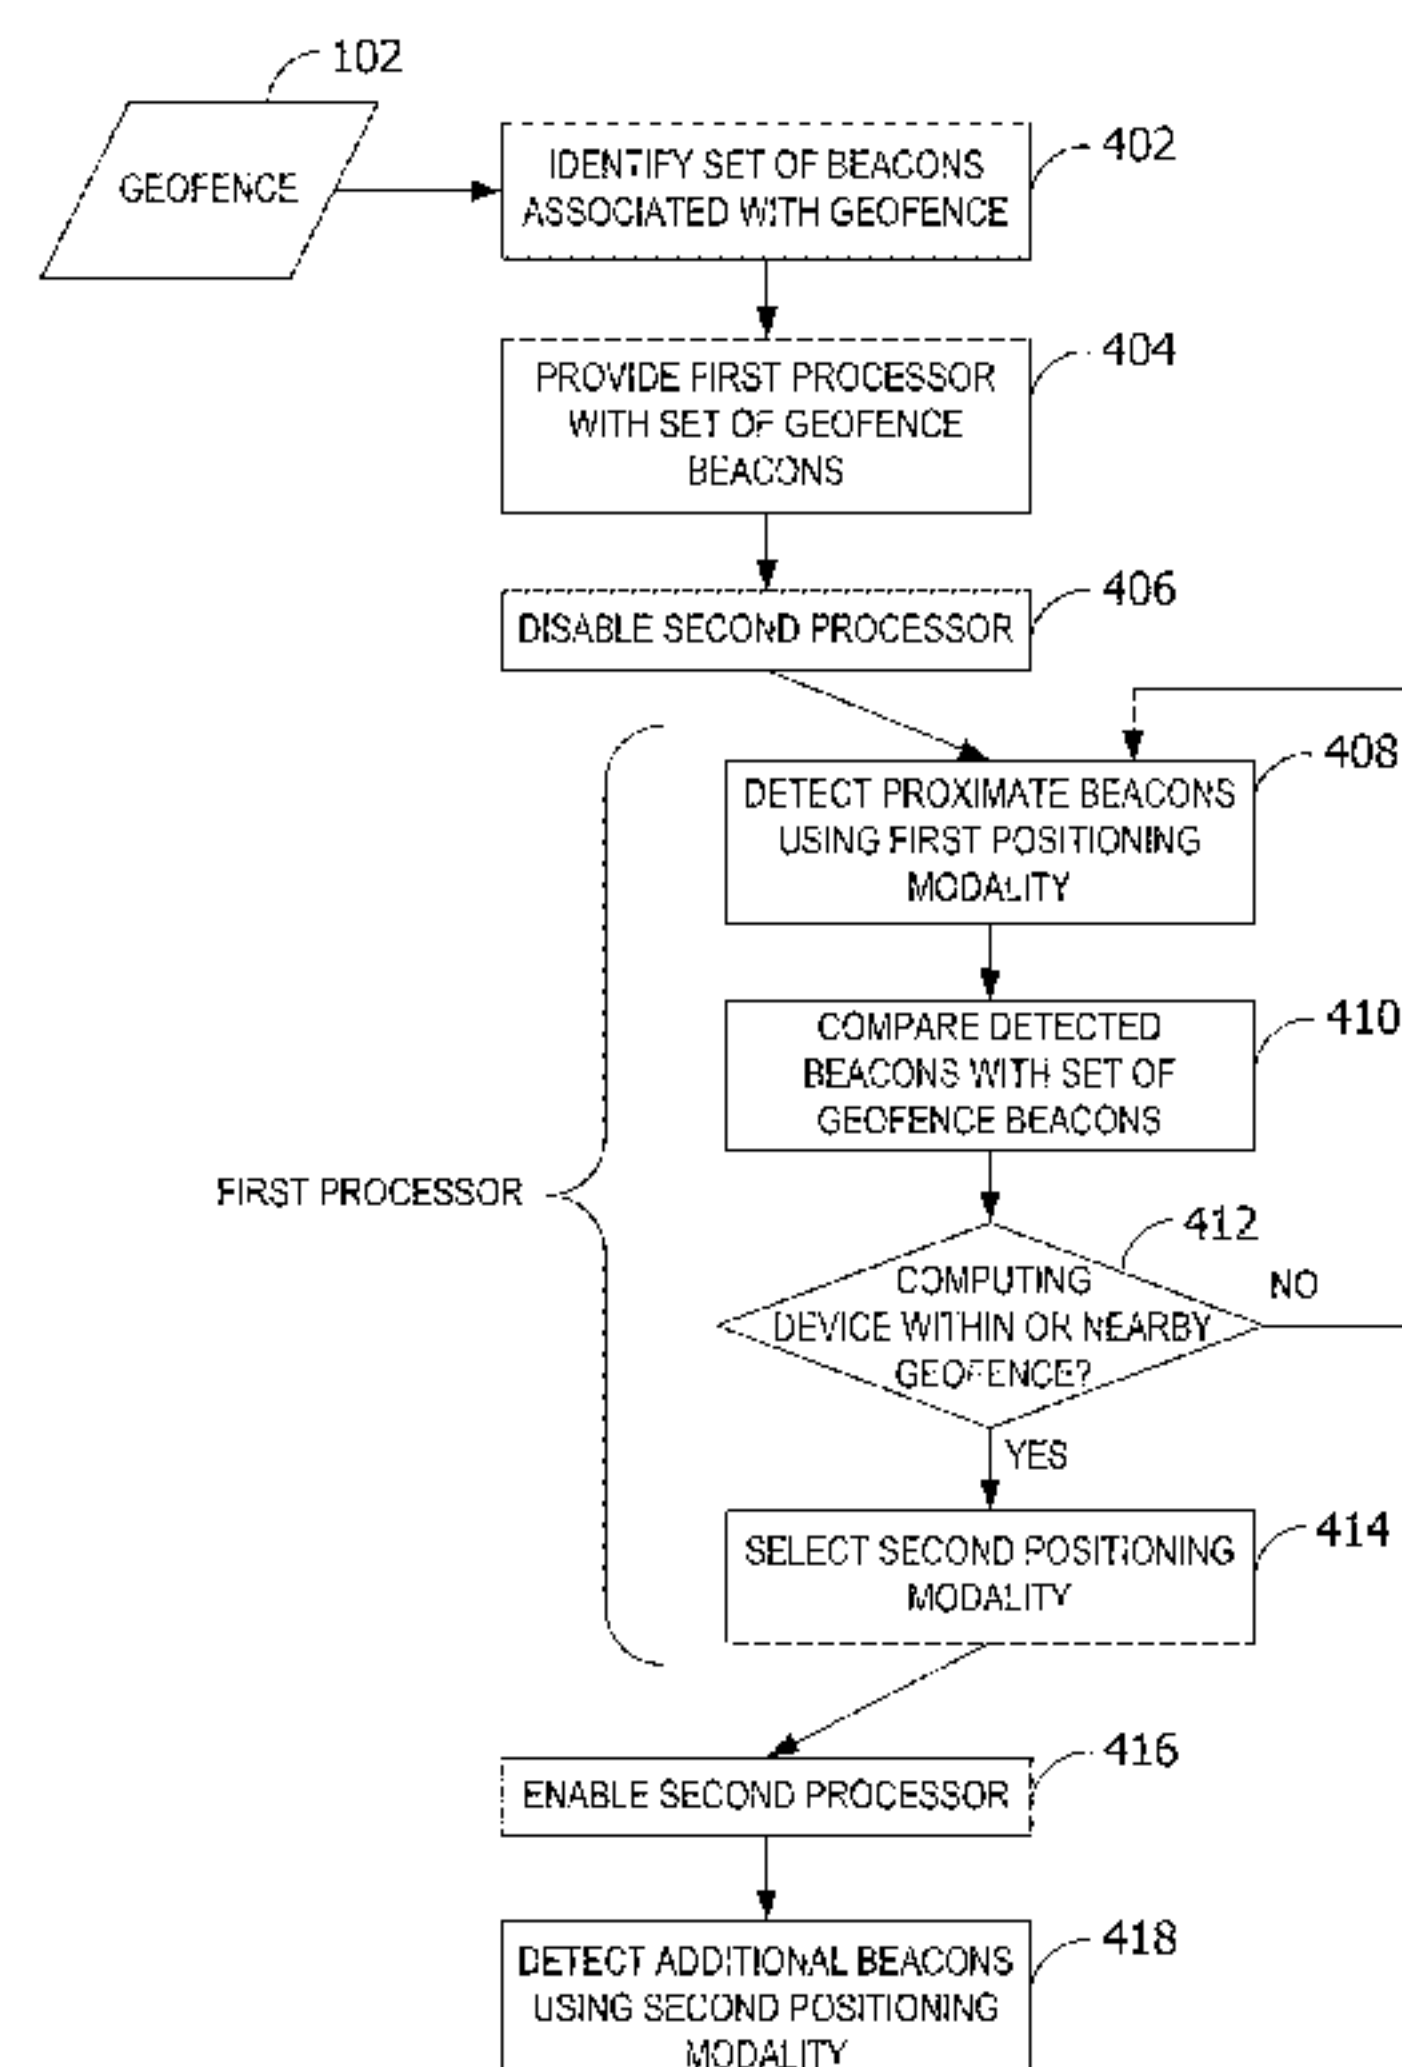 102
GEOFENCE
IDENTIFY SET OF BEACONS
ASSOCIATED WITH GEOFENCE
402
PROVIDE FIRST PROCESSOR
WITH SET OF GEOFENCE
BEACONS
404
DISABLE SECOND PROCESSOR
406
DETECT PROXIMATE BEACONS
USING FIRST POSITIONING
MODALITY
408
COMPARE DETECTED
BEACONS WITH SET OF
GEOFENCE BEACONS
410
FIRST PROCESSOR
412
COMPUTING
DEVICE WITHIN OR NEARBY
GEOFENCE?
NO
YES
SELECT SECOND POSITIONING
MODALITY
414
ENABLE SECOND PROCESSOR
416
DETECT ADDITIONAL BEACONS
USING SECOND POSITIONING
MODALITY
418